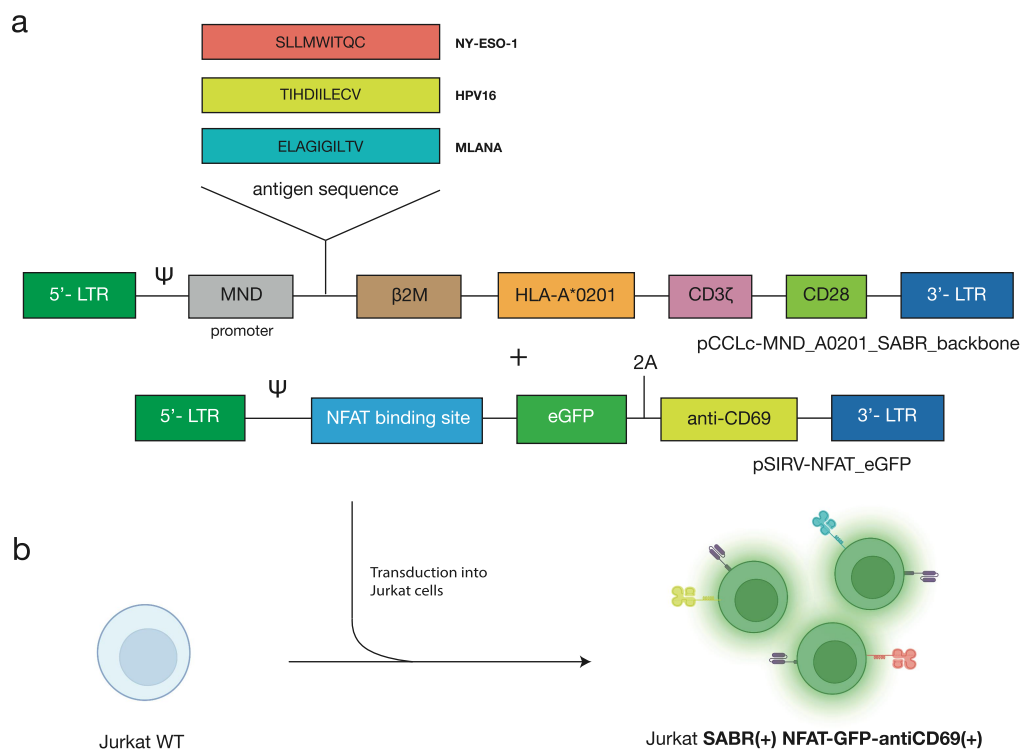 a
SLLMWITQC NY-ESO-1
TIHDIILECV HPV16
ELAGIGILTV MLANA
antigen sequence
5'- LTR Ψ MND β2M HLA-A*0201 CD3ζ CD28 3'- LTR
promoter
pCCLc-MND_A0201_SABR_backbone
+
2A
5'- LTR Ψ NFAT binding site eGFP anti-CD69 3'- LTR
pSIRV-NFAT_eGFP
b
Transduction into
Jurkat cells
Jurkat WT
Jurkat SABR(+) NFAT-GFP-antiCD69(+)